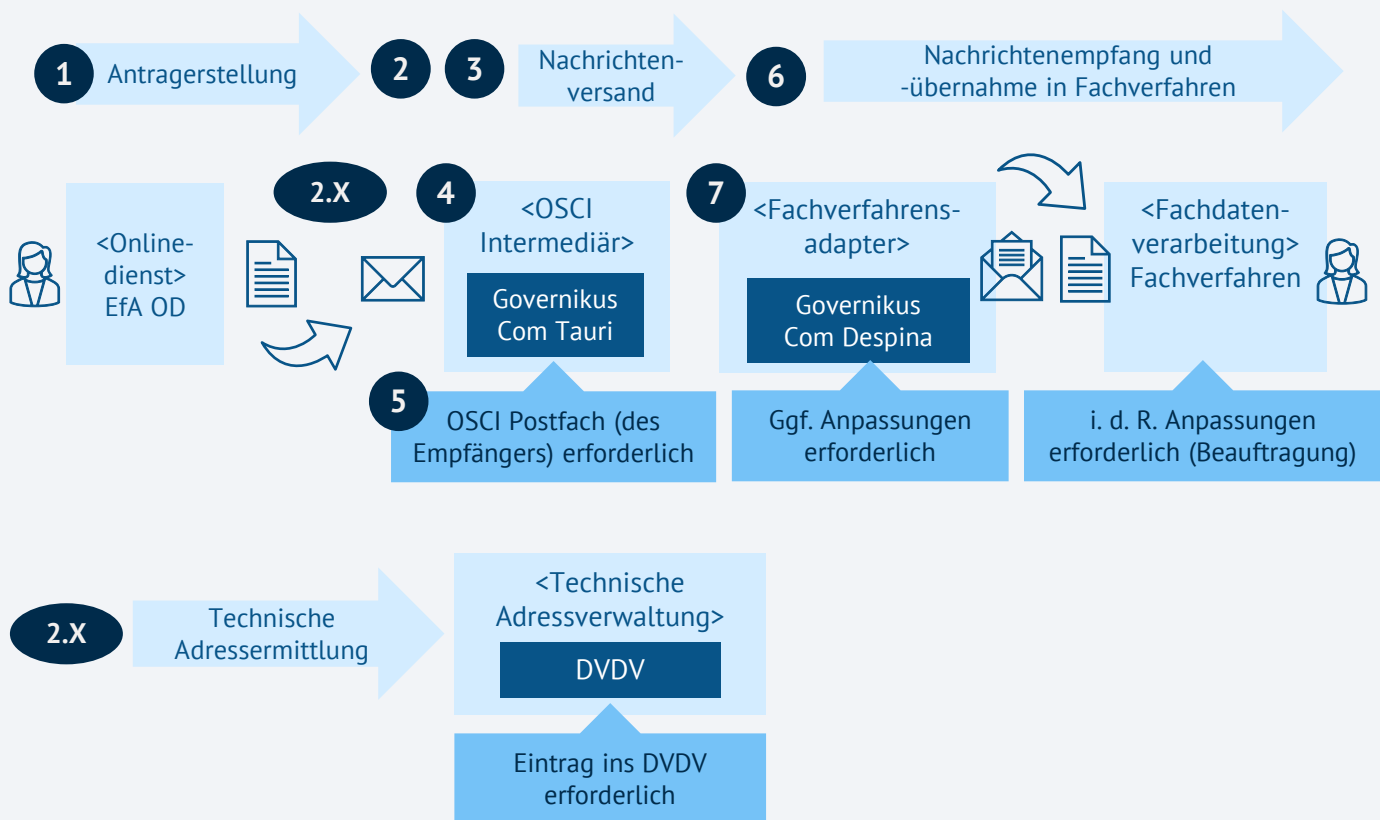 1
Antragerstellung
2
3
Nachrichten-
versand
6
Nachrichtenempfang und
-übernahme in Fachverfahren
<Online-
dienst>
EfA OD
2.X
4
<OSCI
Intermediär>
Governikus
Com Tauri
5
OSCI Postfach (des
Empfängers) erforderlich
7
<Fachverfahrens-
adapter>
Governikus
Com Despina
Ggf. Anpassungen
erforderlich
<Fachdaten-
verarbeitung>
Fachverfahren
i. d. R. Anpassungen
erforderlich (Beauftragung)
2.X
Technische
Adressermittlung
<Technische
Adressverwaltung>
DVDV
Eintrag ins DVDV
erforderlich